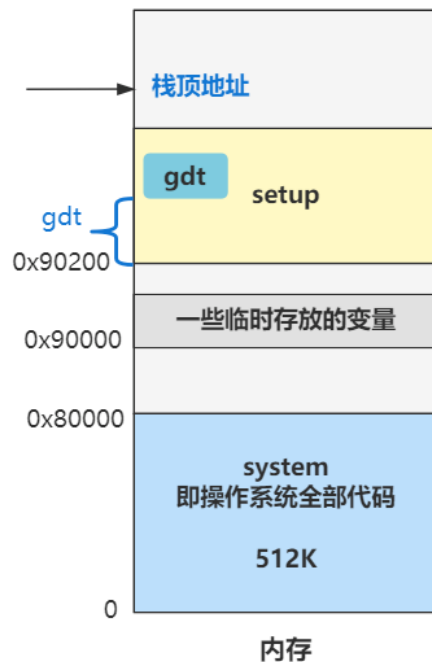 栈顶地址
gdt
setup
gdt
0x90200
一些临时存放的变量
0x90000
0x80000
system
即操作系统全部代码
512K
0
内存